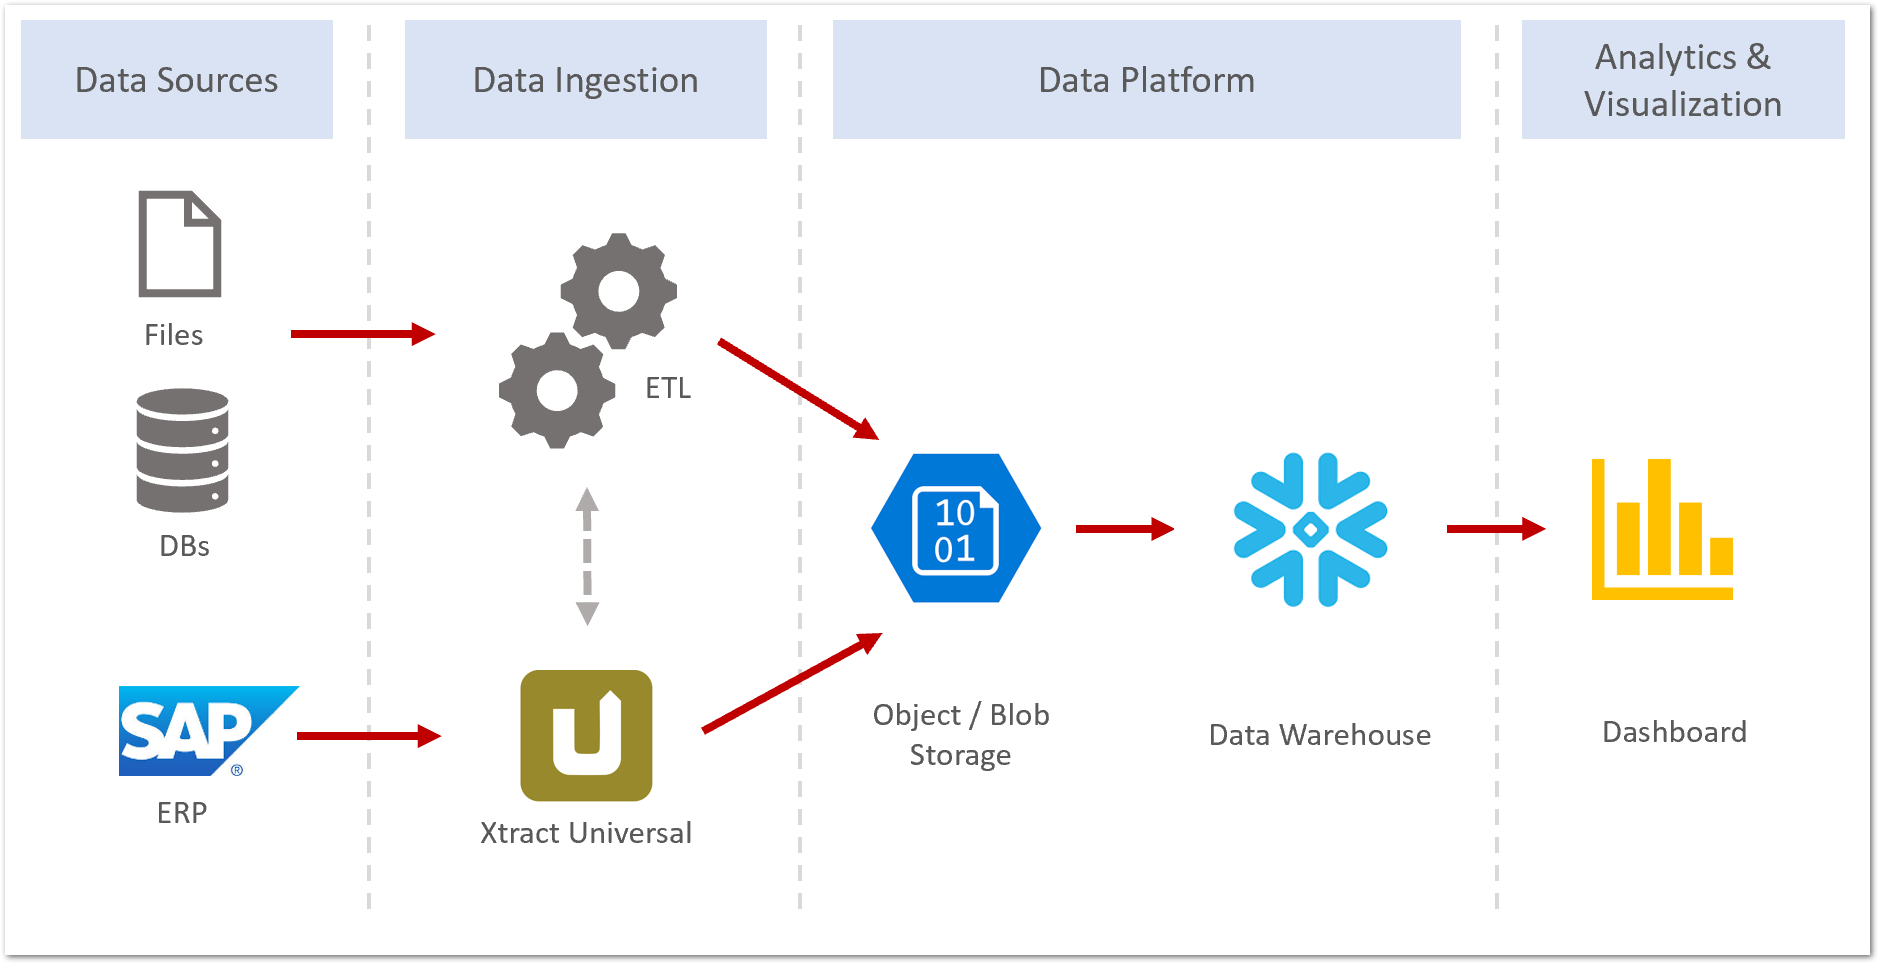 Data Sources
Data Ingestion
Data Platform
Analytics &
Visualization
Files
DBs
SAP ®
ERP
ETL
Xtract Universal
10
01
Object / Blob
Storage
Data Warehouse
Dashboard